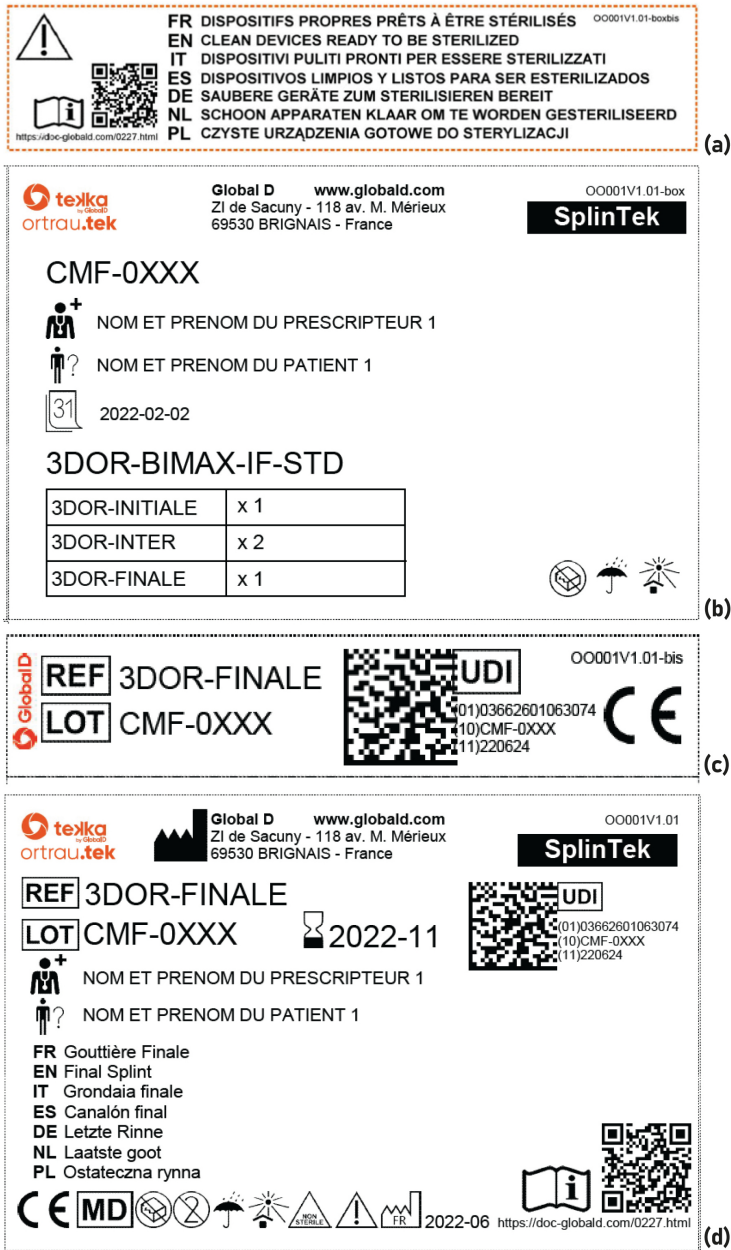 FR DISPOSITIFS PROPRES PRÊTS À ÊTRE STÉRILISÉS OO001V1.01-boxbis
EN CLEAN DEVICES READY TO BE STERILIZED
IT DISPOSITIVI PULITI PRONTI PER ESSERE STERILIZZATI
ES DISPOSITIVOS LIMPIOS Y LISTOS PARA SER ESTERILIZADOS
DE SAUBERE GERÄTE ZUM STERILISIEREN BEREIT
NL SCHOON APPARATEN KLAAR OM TE WORDEN GESTERILISEERD
PL CZYSTE URZĄDZENIA GOTOWE DO STERYLIZACJI
https://doc-globald.com/0227.html
(a)
tekka
by GlobalD
ortrau.tek
Global D www.globald.com
ZI de Sacuny - 118 av. M. Mérieux
69530 BRIGNAIS - France
OO001V1.01-box
SplinTek
CMF-0XXX
NOM ET PRENOM DU PRESCRIPTEUR 1
? NOM ET PRENOM DU PATIENT 1
31 2022-02-02
3DOR-BIMAX-IF-STD
3DOR-INITIALE x 1
3DOR-INTER x 2
3DOR-FINALE x 1
(b)
GlobalD
REF 3DOR-FINALE
LOT CMF-0XXX
UDI
(01)03662601063074
(10)CMF-0XXX
(11)220624
OO001V1.01-bis
CE
(c)
tekka
by GlobalD
ortrau.tek
Global D www.globald.com
ZI de Sacuny - 118 av. M. Mérieux
69530 BRIGNAIS - France
OO001V1.01
SplinTek
REF 3DOR-FINALE
LOT CMF-0XXX 2022-11
UDI
(01)03662601063074
(10)CMF-0XXX
(11)220624
NOM ET PRENOM DU PRESCRIPTEUR 1
? NOM ET PRENOM DU PATIENT 1
FR Gouttière Finale
EN Final Splint
IT Grondaia finale
ES Canalón final
DE Letzte Rinne
NL Laatste goot
PL Ostateczna rynna
CE MD 2 NON STERILE FR 2022-06 https://doc-globald.com/0227.html
(d)